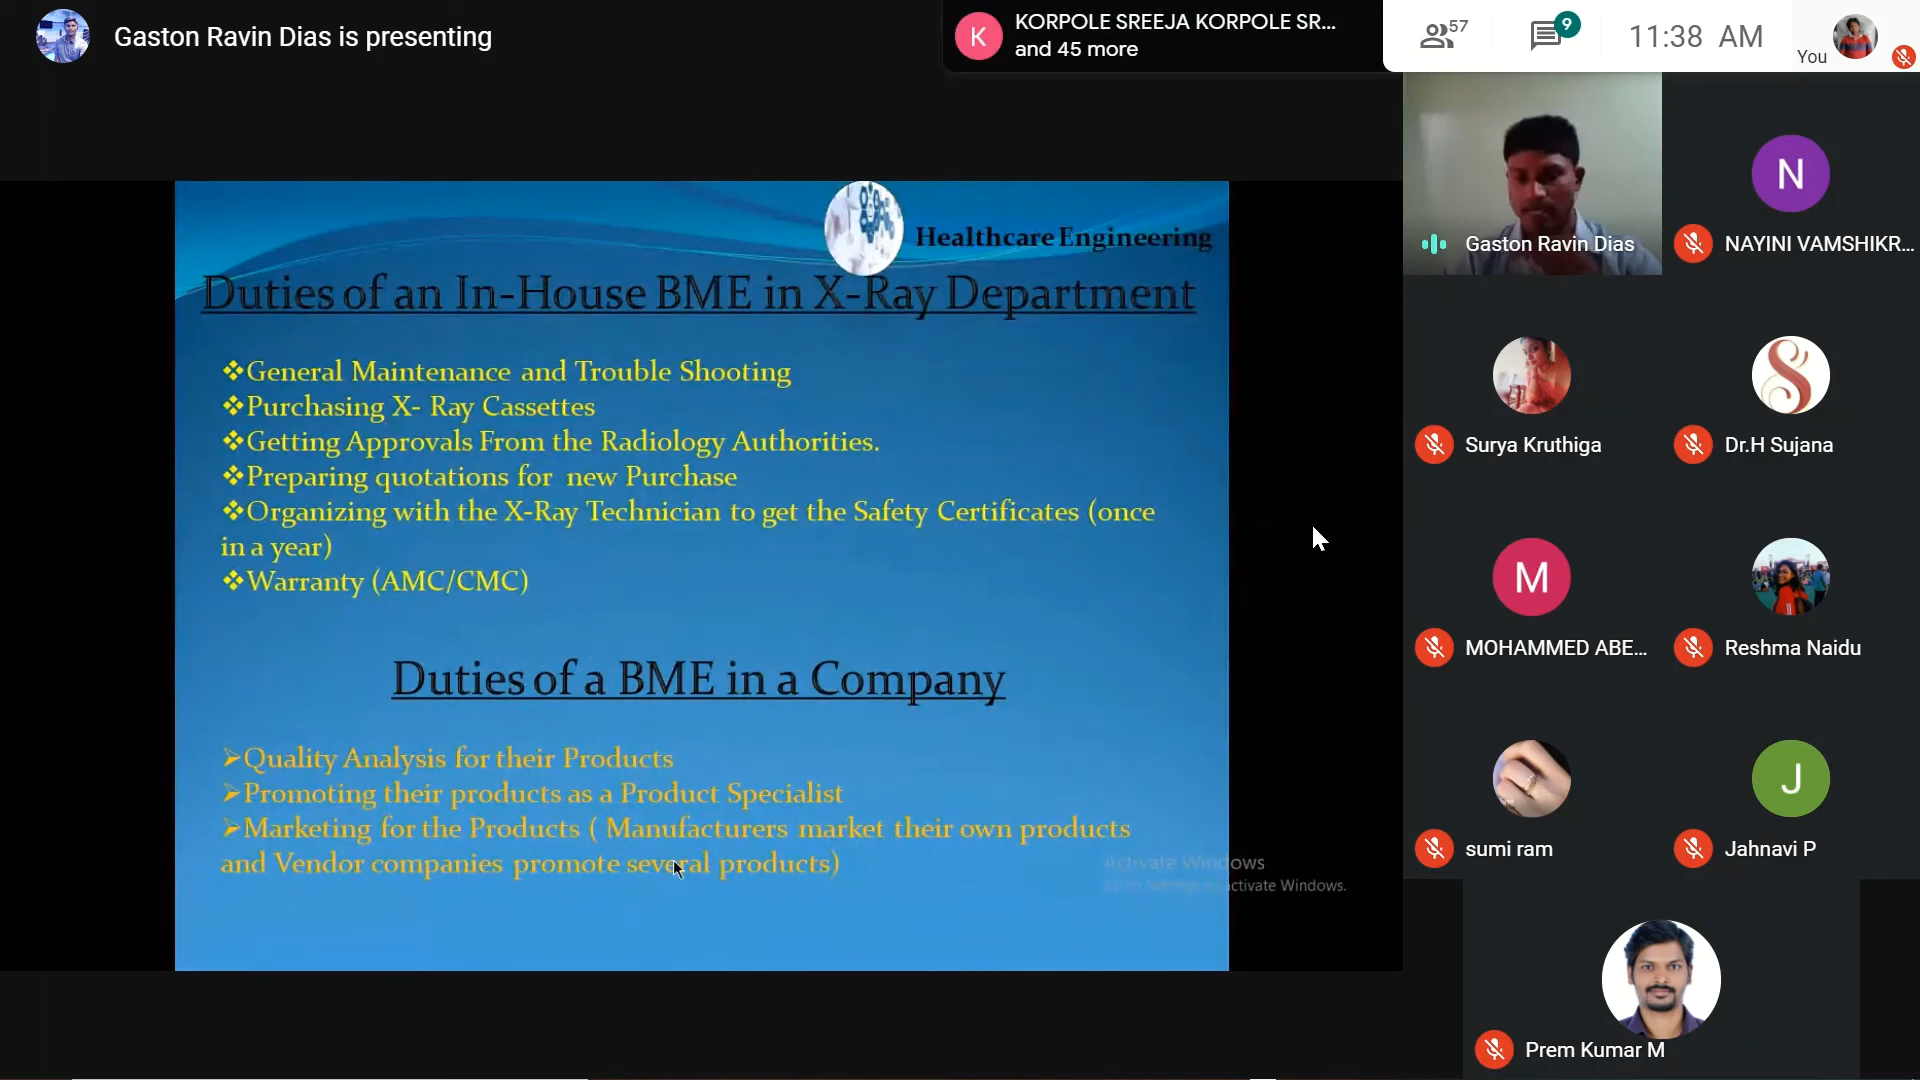 Gaston Ravin Dias is presenting
K
KORPOLE SREEJA KORPOLE SR...
and 45 more
57
9
11:38 AM
You
Healthcare Engineering
Duties of an In-House BME in X-Ray Department
❖General Maintenance and Trouble Shooting
❖Purchasing X- Ray Cassettes
❖Getting Approvals From the Radiology Authorities.
❖Preparing quotations for new Purchase
❖Organizing with the X-Ray Technician to get the Safety Certificates (once
in a year)
❖Warranty (AMC/CMC)
Duties of a BME in a Company
➢Quality Analysis for their Products
➢Promoting their products as a Product Specialist
➢Marketing for the Products ( Manufacturers market their own products
and Vendor companies promote several products)
Activate Windows
activate Windows.
Gaston Ravin Dias
N
NAYINI VAMSHIKR...
Surya Kruthiga
S
Dr.H Sujana
M
MOHAMMED ABE...
Reshma Naidu
sumi ram
J
Jahnavi P
Prem Kumar M